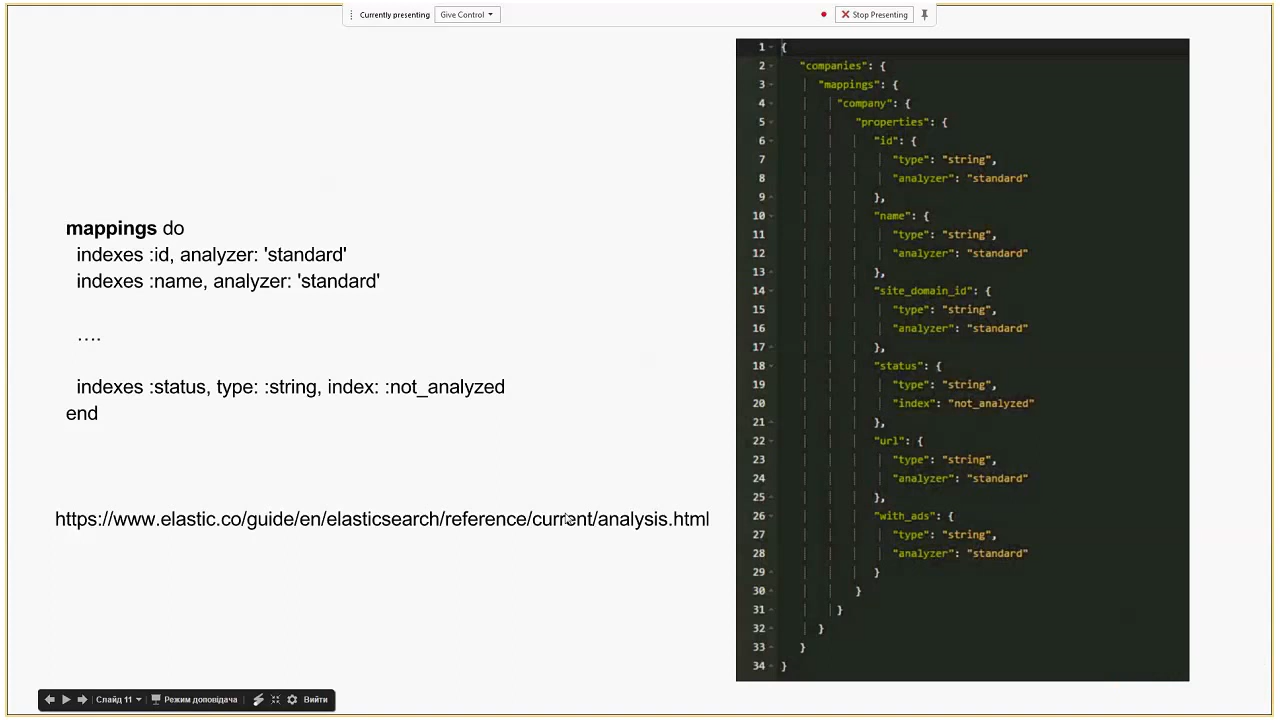 Currently presenting Give Control Stop Presenting
mappings do
indexes :id, analyzer: 'standard'
indexes :name, analyzer: 'standard'
….
indexes :status, type: :string, index: :not_analyzed
end
https://www.elastic.co/guide/en/elasticsearch/reference/current/analysis.html
1 {
2 "companies": {
3 "mappings": {
4 "company": {
5 "properties": {
6 "id": {
7 "type": "string",
8 "analyzer": "standard"
9 },
10 "name": {
11 "type": "string",
12 "analyzer": "standard"
13 },
14 "site_domain_id": {
15 "type": "string",
16 "analyzer": "standard"
17 },
18 "status": {
19 "type": "string",
20 "index": "not_analyzed"
21 },
22 "url": {
23 "type": "string",
24 "analyzer": "standard"
25 },
26 "with_ads": {
27 "type": "string",
28 "analyzer": "standard"
29 }
30 }
31 }
32 }
33 }
34 }
Слайд 11 Режим доповідача Вийти